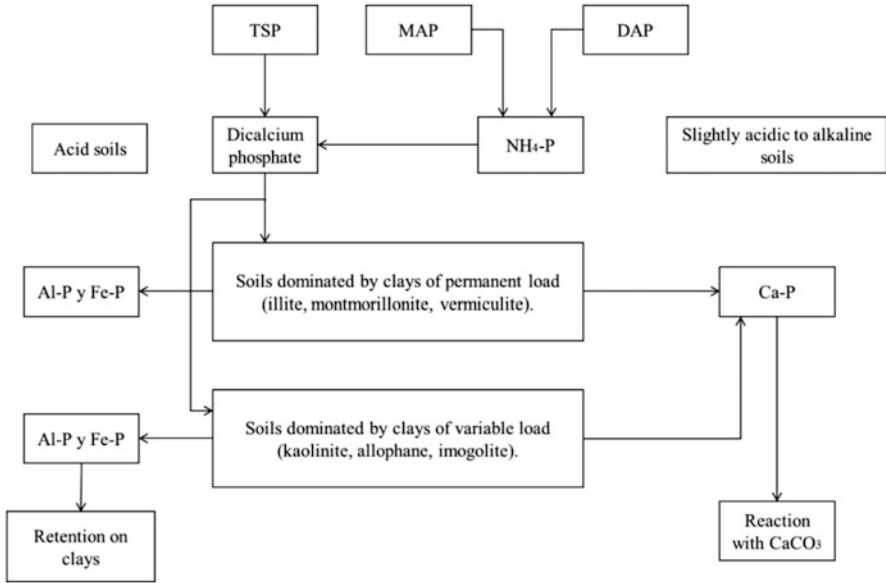 TSP
MAP
DAP
Acid soils
Dicalcium
phosphate
NH₄-P
Slightly acidic to alkaline
soils
Al-P y Fe-P
Soils dominated by clays of permanent load
(illite, montmorillonite, vermiculite).
Ca-P
Al-P y Fe-P
Soils dominated by clays of variable load
(kaolinite, allophane, imogolite).
Retention on
clays
Reaction
with CaCO₃